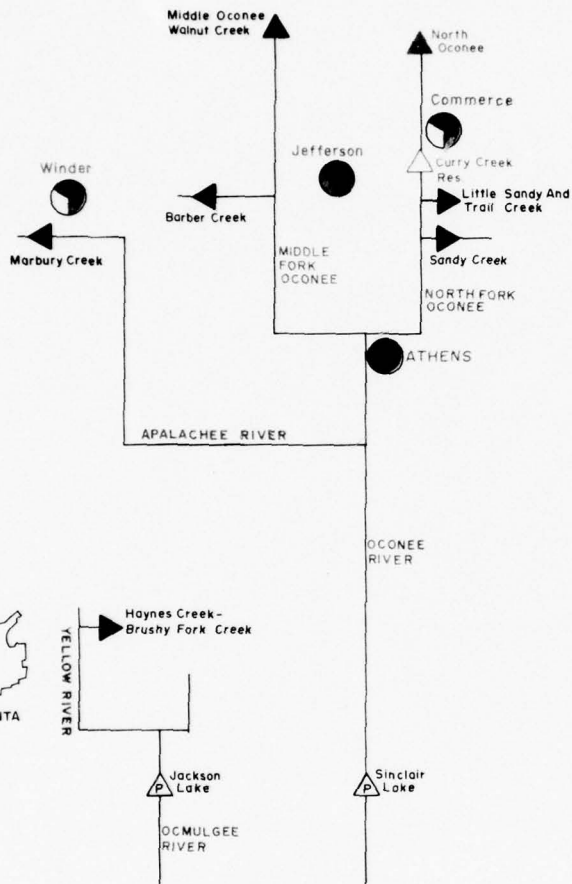 Middle Oconee
Walnut Creek
North
Oconee
Commerce
Jefferson
Curry Creek
Res.
Winder
Little Sandy And
Trail Creek
Barber Creek
Marbury Creek
MIDDLE
FORK
OCONEE
Sandy Creek
NORTH FORK
OCONEE
ATHENS
APALACHEE RIVER
OCONEE
RIVER
Haynes Creek-
Brushy Fork Creek
YELLOW RIVER
NTA
P
Jackson
Lake
P
Sinclair
Lake
OCMULGEE
RIVER